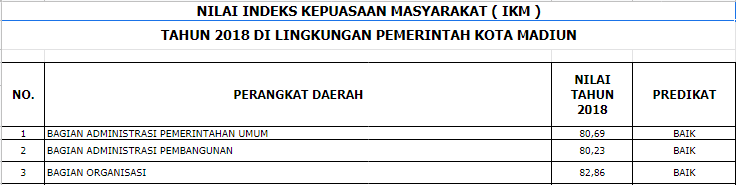 NILAI INDEKS KEPUASAAN MASYARAKAT ( IKM )
TAHUN 2018 DI LINGKUNGAN PEMERINTAH KOTA MADIUN
NO. PERANGKAT DAERAH NILAI TAHUN 2018 PREDIKAT
1 BAGIAN ADMINISTRASI PEMERINTAHAN UMUM 80,69 BAIK
2 BAGIAN ADMINISTRASI PEMBANGUNAN 80,23 BAIK
3 BAGIAN ORGANISASI 82,86 BAIK